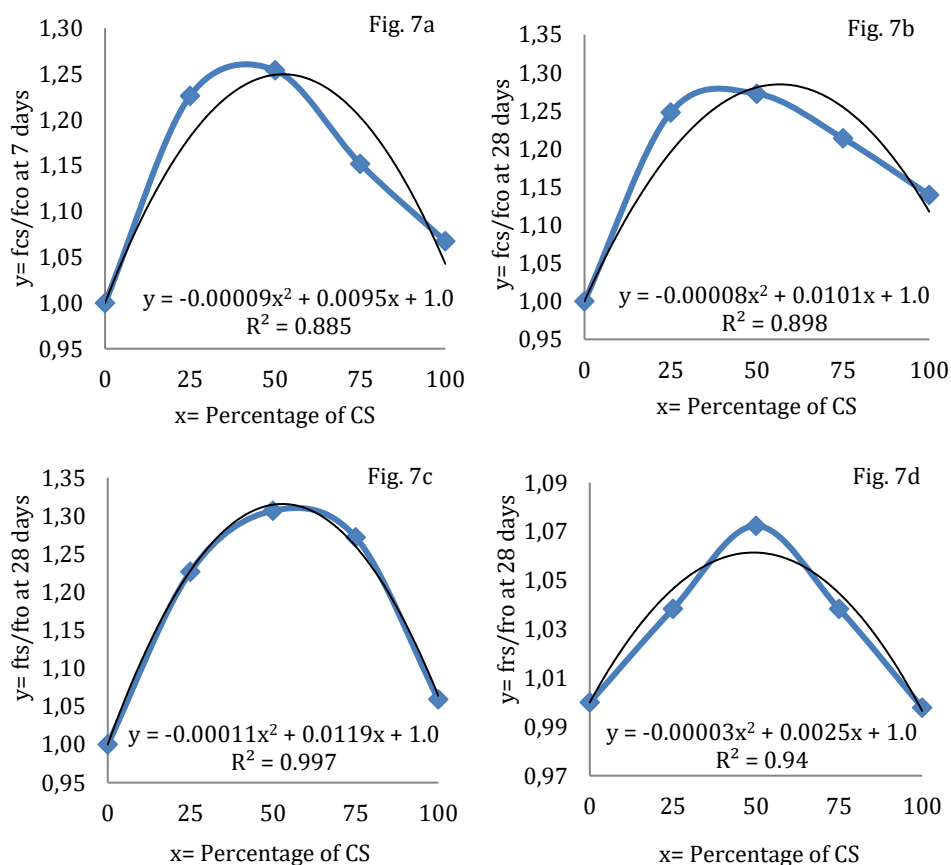 Fig. 7a
y= fcs/fco at 7 days
1,30
1,25
1,20
1,15
1,10
1,05
1,00
0,95
y = -0.00009x² + 0.0095x + 1.0
R² = 0.885
0 25 50 75 100
x= Percentage of CS
Fig. 7b
y= fcs/fco at 28 days
1,35
1,30
1,25
1,20
1,15
1,10
1,05
1,00
0,95
y = -0.00008x² + 0.0101x + 1.0
R² = 0.898
0 25 50 75 100
x= Percentage of CS
Fig. 7c
y= fts/fto at 28 days
1,35
1,30
1,25
1,20
1,15
1,10
1,05
1,00
0,95
y = -0.00011x² + 0.0119x + 1.0
R² = 0.997
0 25 50 75 100
x= Percentage of CS
Fig. 7d
y= frs/fro at 28 days
1,09
1,07
1,05
1,03
1,01
0,99
0,97
y = -0.00003x² + 0.0025x + 1.0
R² = 0.94
0 25 50 75 100
x= Percentage of CS